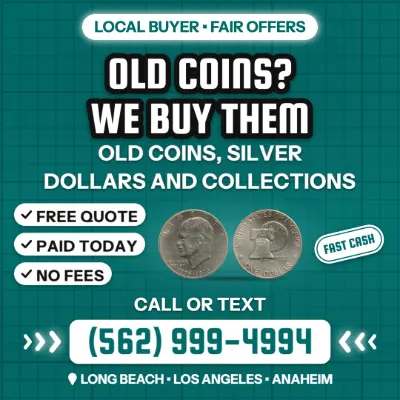 LOCAL BUYER • FAIR OFFERS
OLD COINS?
WE BUY THEM
OLD COINS, SILVER
DOLLARS AND COLLECTIONS
FREE QUOTE
PAID TODAY
NO FEES
FAST CASH
CALL OR TEXT
(562) 999-4994
LONG BEACH • LOS ANGELES • ANAHEIM